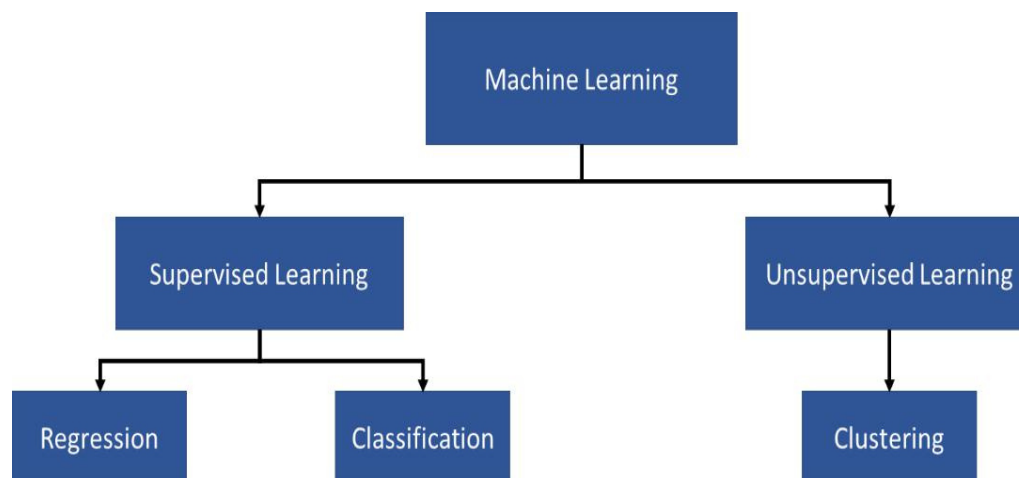 Machine Learning
Supervised Learning
Unsupervised Learning
Regression
Classification
Clustering